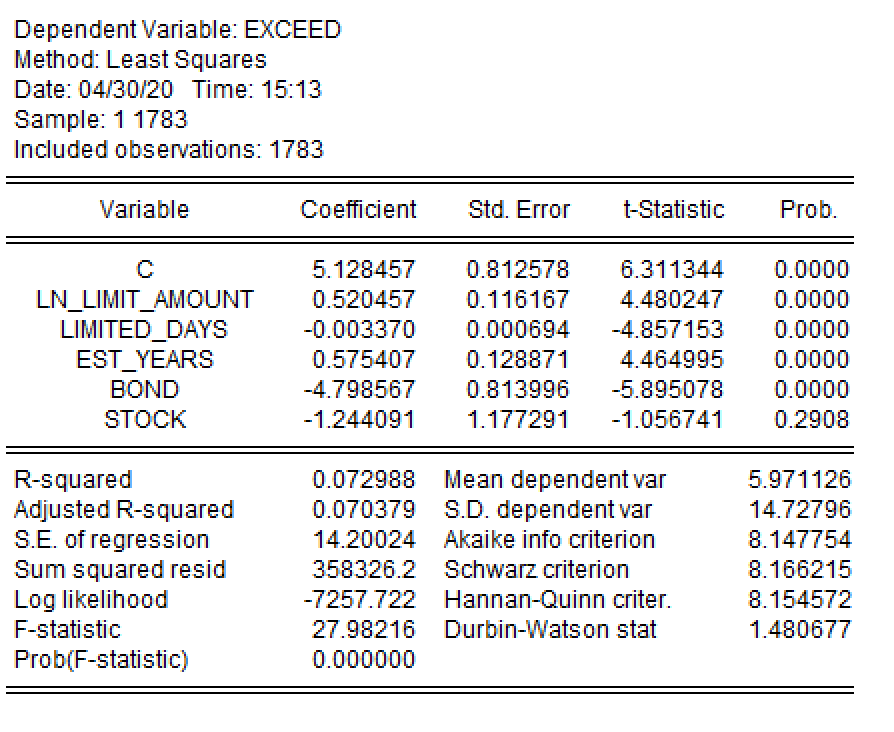 Dependent Variable: EXCEED
Method: Least Squares
Date: 04/30/20 Time: 15:13
Sample: 1 1783
Included observations: 1783
Variable Coefficient Std. Error t-Statistic Prob.
C 5.128457 0.812578 6.311344 0.0000
LN_LIMIT_AMOUNT 0.520457 0.116167 4.480247 0.0000
LIMITED_DAYS -0.003370 0.000694 -4.857153 0.0000
EST_YEARS 0.575407 0.128871 4.464995 0.0000
BOND -4.798567 0.813996 -5.895078 0.0000
STOCK -1.244091 1.177291 -1.056741 0.2908
R-squared 0.072988 Mean dependent var 5.971126
Adjusted R-squared 0.070379 S.D. dependent var 14.72796
S.E. of regression 14.20024 Akaike info criterion 8.147754
Sum squared resid 358326.2 Schwarz criterion 8.166215
Log likelihood -7257.722 Hannan-Quinn criter. 8.154572
F-statistic 27.98216 Durbin-Watson stat 1.480677
Prob(F-statistic) 0.000000